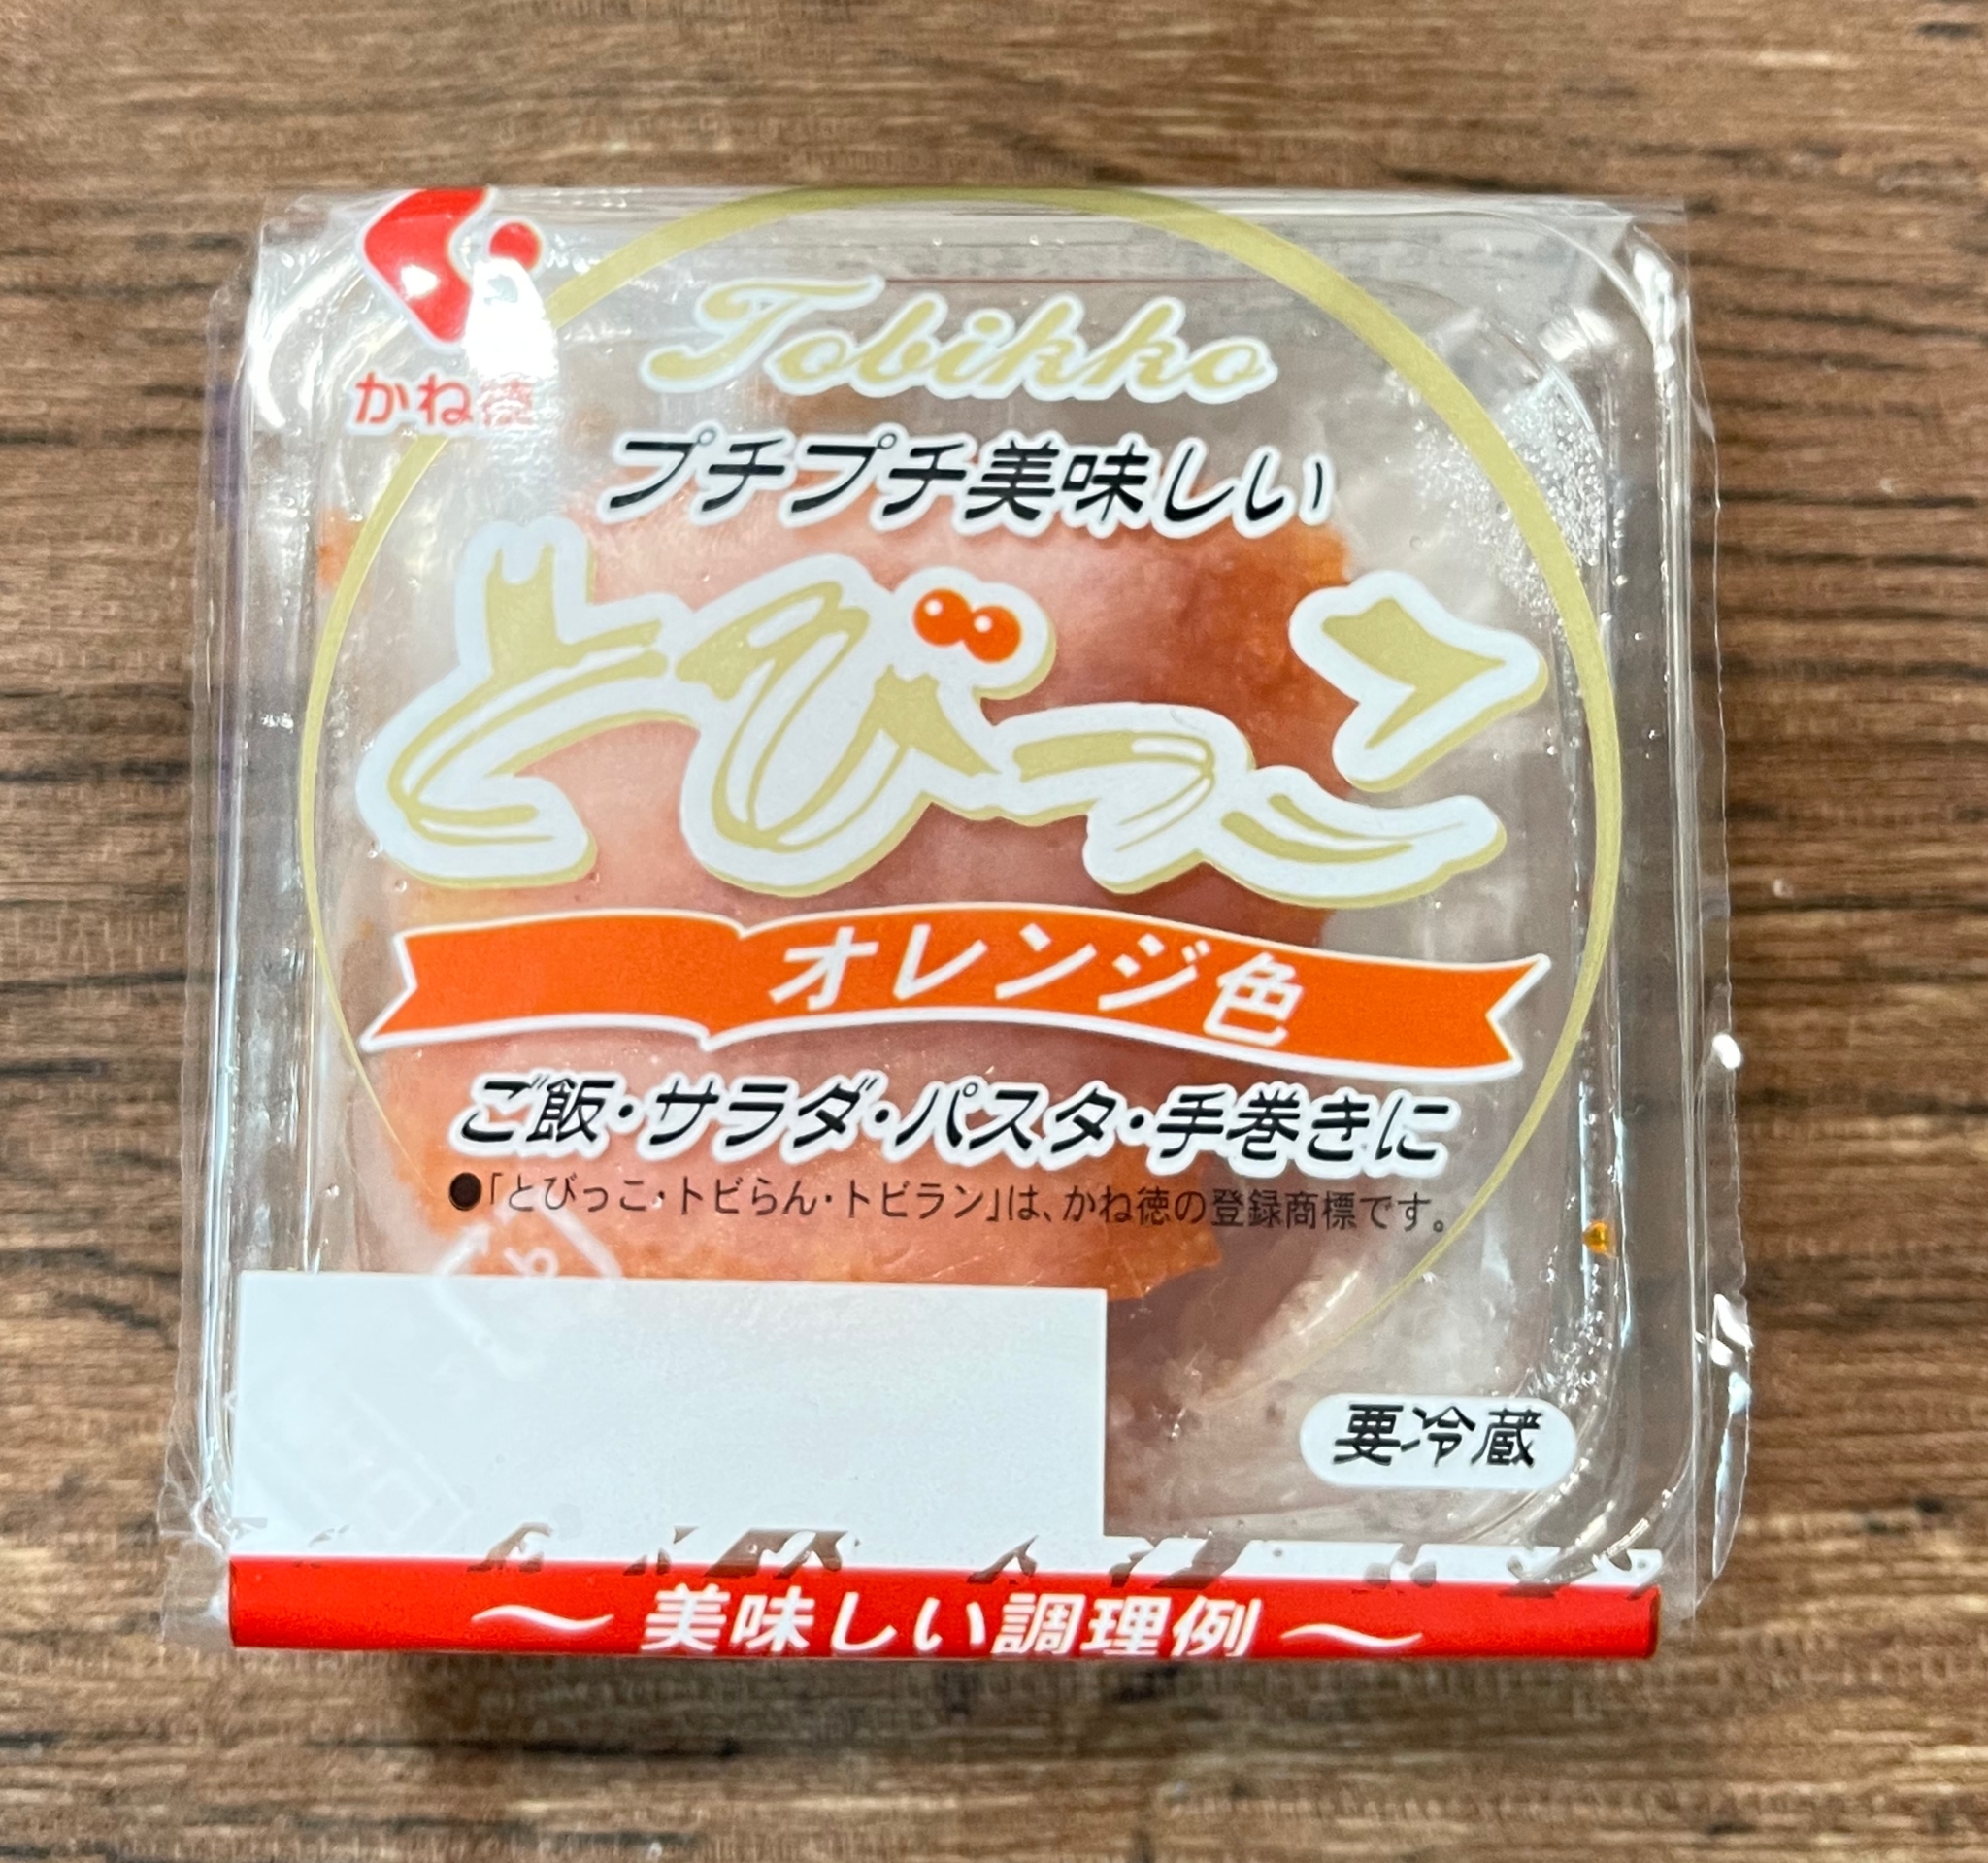 かね徳
Tobikko
プチプチ美味しい
とびっこ
オレンジ色
ご飯・サラダ・パスタ・手巻きに
●「とびっこ・トビらん・トビラン」は、かね徳の登録商標です。
要冷蔵
〜美味しい調理例〜